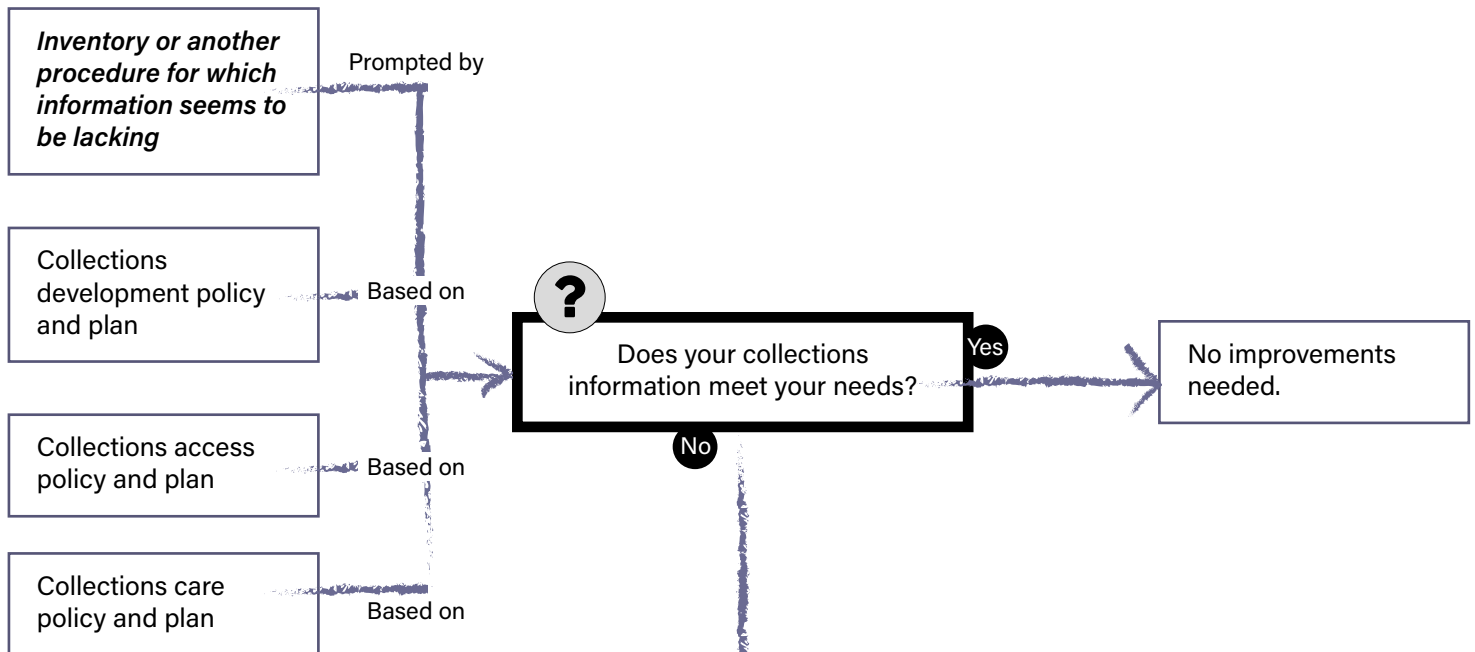 Inventory or another
procedure for which
information seems to
be lacking
Prompted by
Collections
development policy
and plan
Based on
?
Does your collections
information meet your needs?
Yes
No improvements
needed.
No
Collections access
policy and plan
Based on
Collections care
policy and plan
Based on